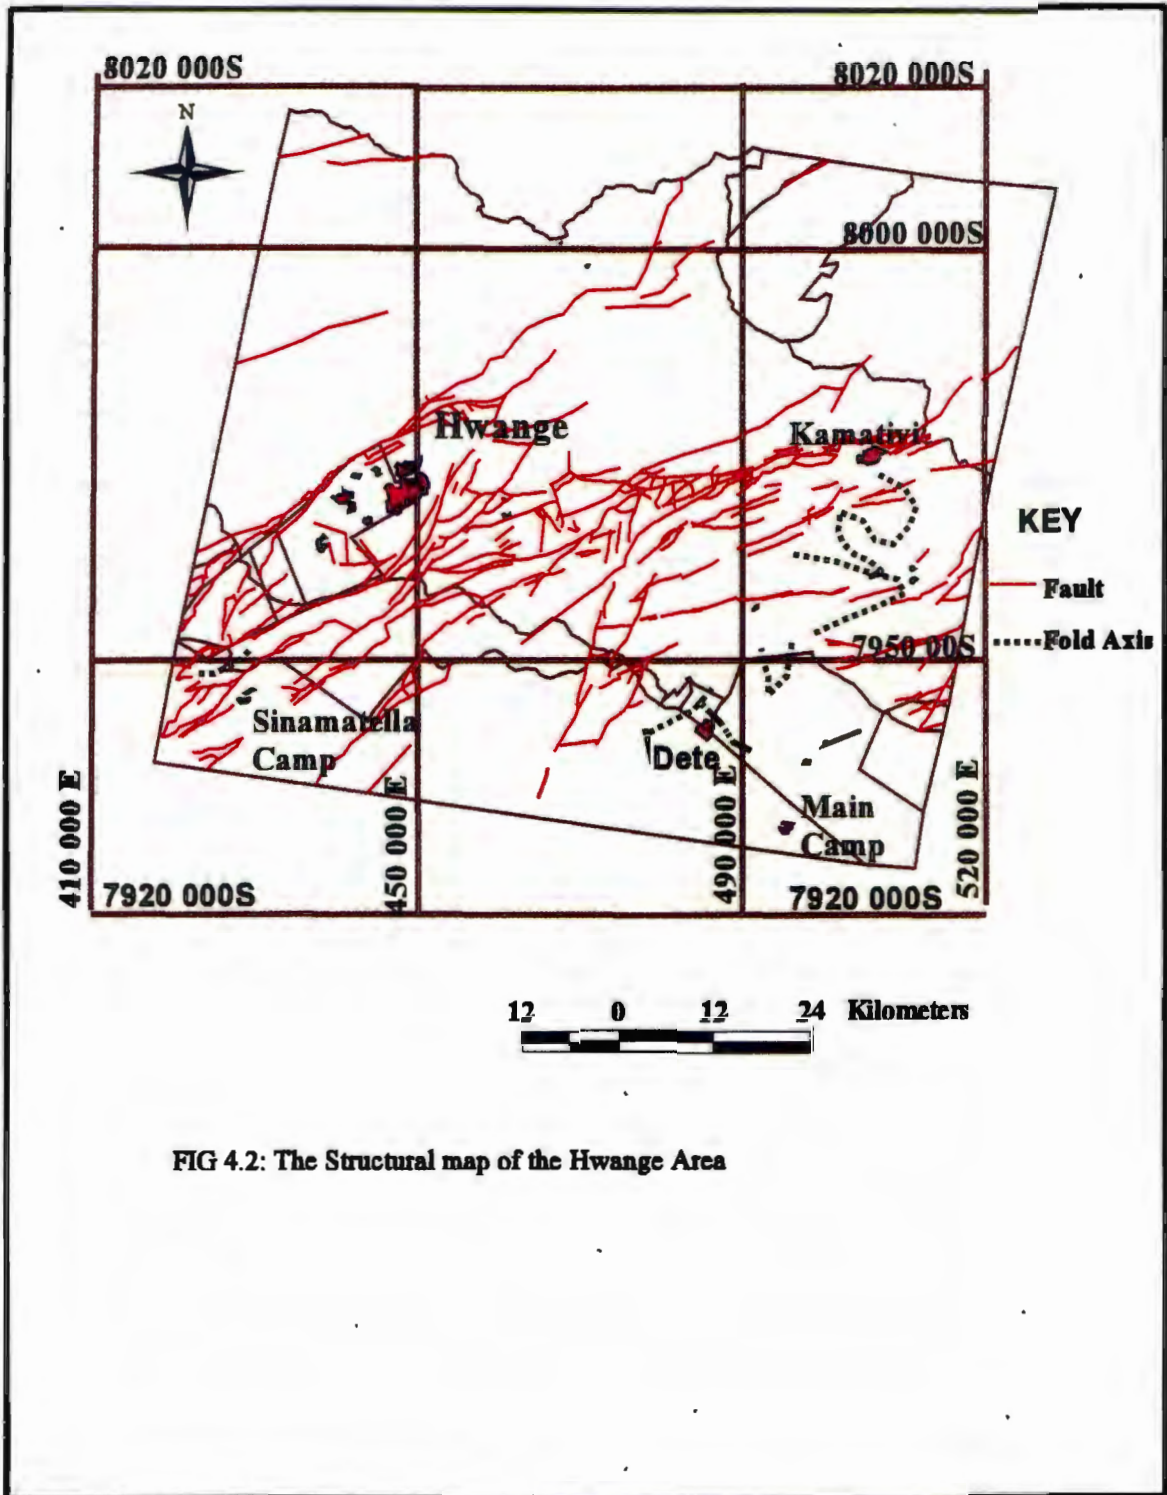 8020 000S
8020 000S
N
8000 000S
Hwange
Kamativi
KEY
Fault
7950 00S
Fold Axis
Sinamatella
Camp
Dete
Main
Camp
410 000 E
450 000 E
490 000 E
520 000 E
7920 000S
7920 000S
12 0 12 24 Kilometers
FIG 4.2: The Structural map of the Hwange Area